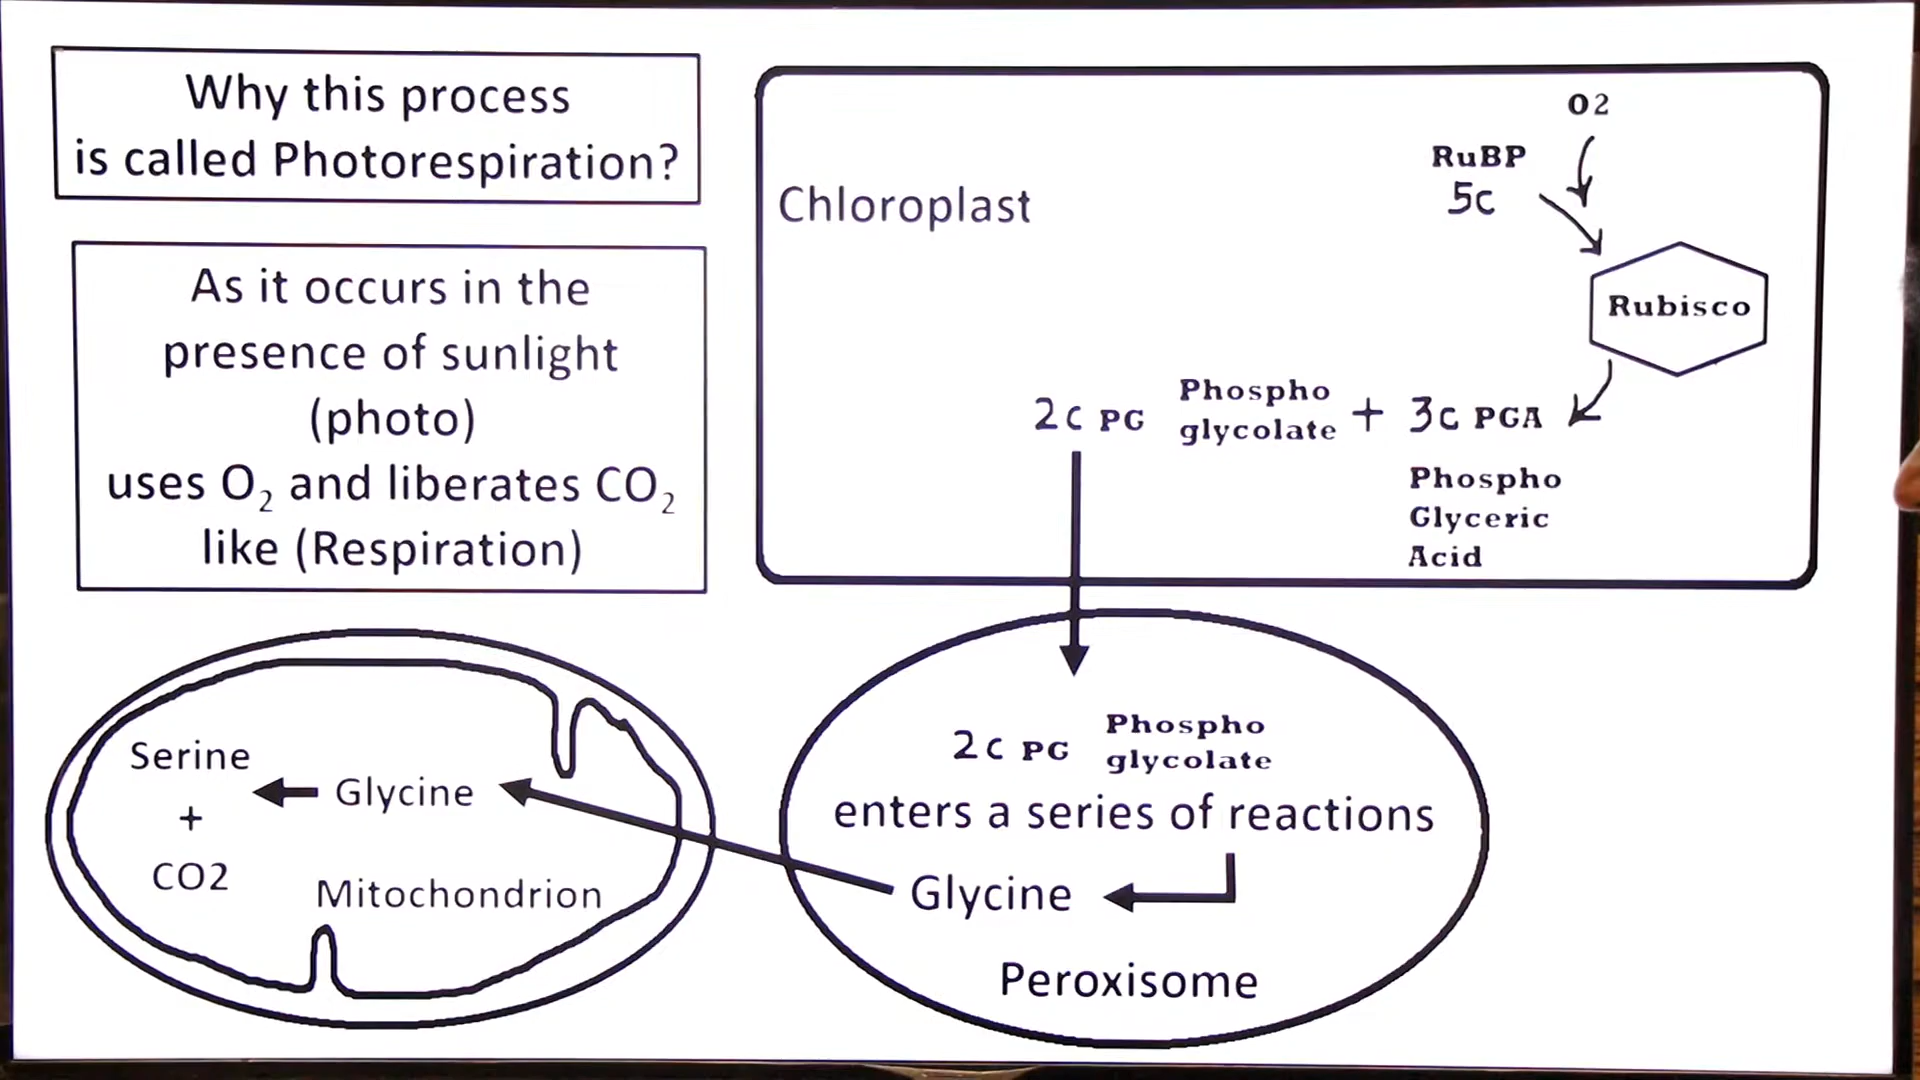 Why this process
is called Photorespiration?
As it occurs in the
presence of sunlight
(photo)
uses O₂ and liberates CO₂
like (Respiration)
Chloroplast
O2
RuBP
5C
Rubisco
2C PG Phospho glycolate + 3C PGA
Phospho
Glyceric
Acid
2C PG Phospho glycolate
enters a series of reactions
Glycine
Peroxisome
Glycine
Serine
+
CO2
Mitochondrion